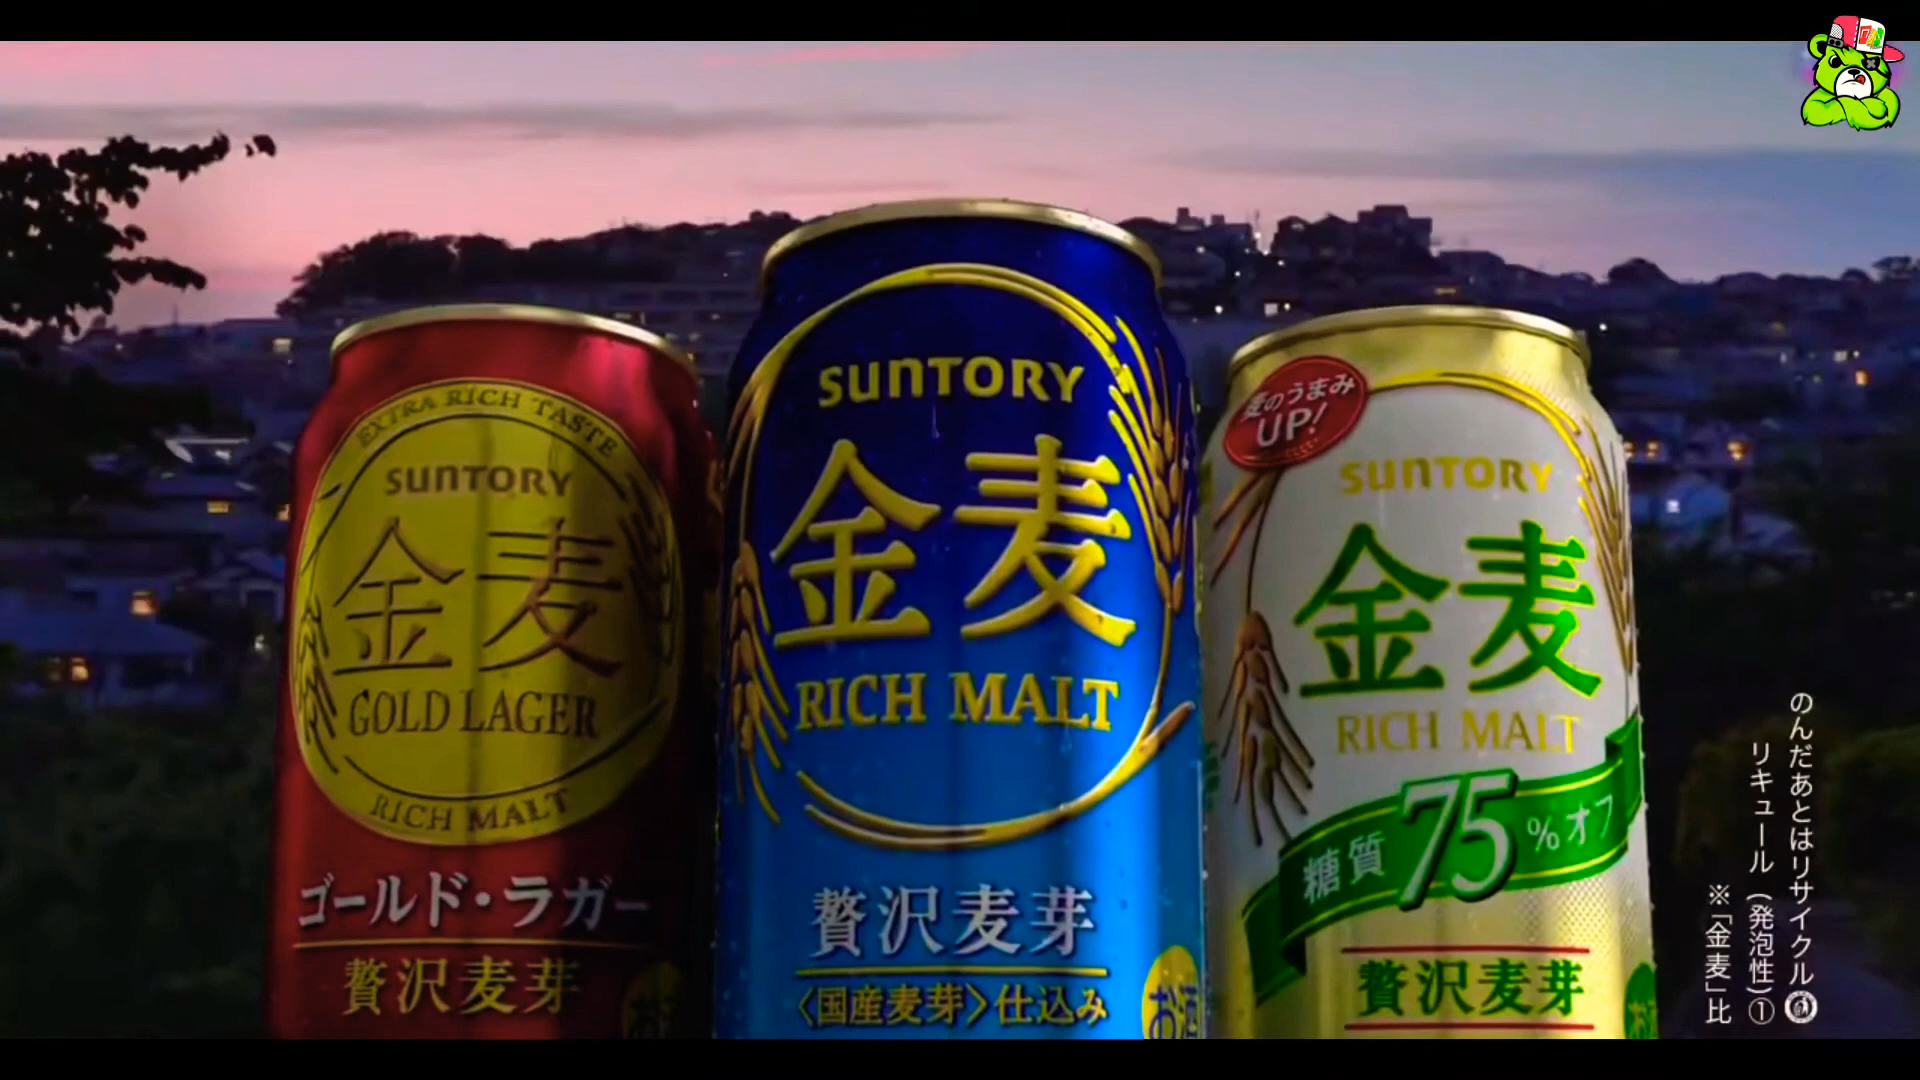 EXTRA RICH TASTE
SUNTORY
金麦
GOLD LAGER
RICH MALT
ゴールド・ラガー
贅沢麦芽
SUNTORY
金麦
RICH MALT
贅沢麦芽
〈国産麦芽〉仕込み
お酒
麦のうまみ
UP!
SUNTORY
金麦
RICH MALT
糖質75%オフ
贅沢麦芽
のんだあとはリサイクル
リキュール(発泡性)①
※「金麦」比